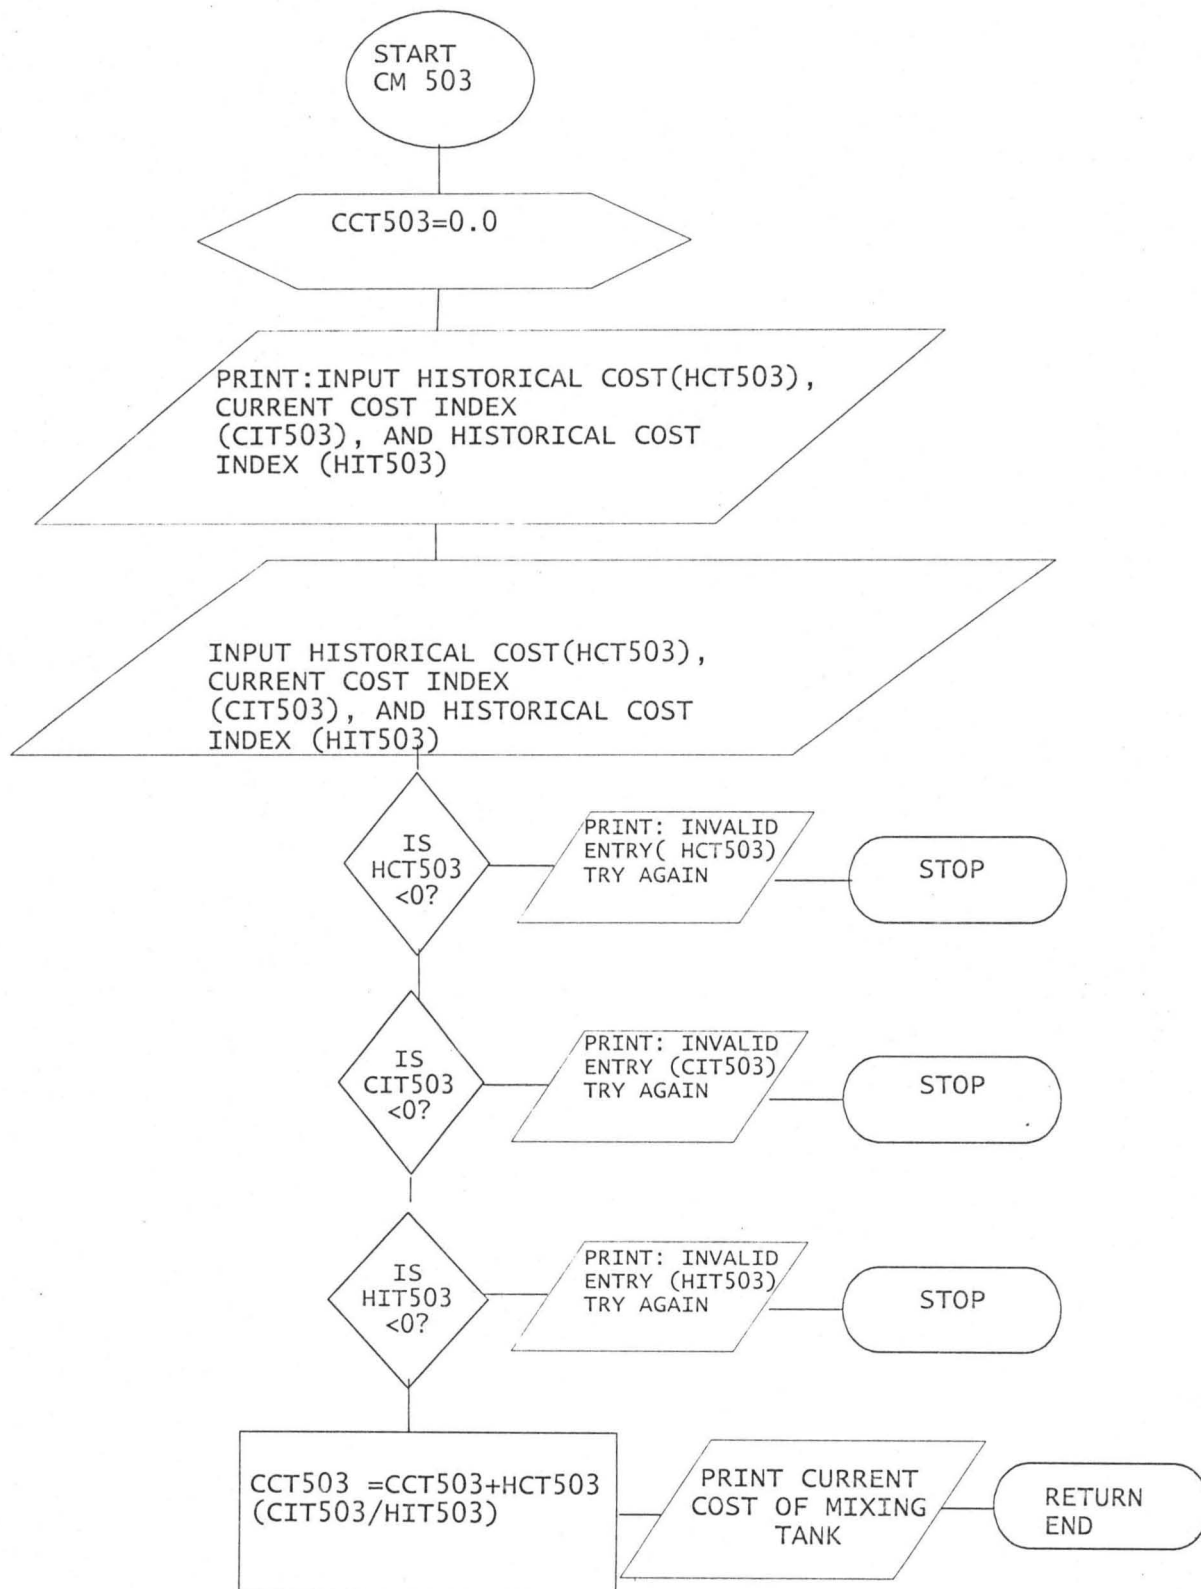 START
CM 503
CCT503=0.0
PRINT:INPUT HISTORICAL COST(HCT503),
CURRENT COST INDEX
(CIT503), AND HISTORICAL COST
INDEX (HIT503)
INPUT HISTORICAL COST(HCT503),
CURRENT COST INDEX
(CIT503), AND HISTORICAL COST
INDEX (HIT503)
IS
HCT503
<0?
PRINT: INVALID
ENTRY( HCT503)
TRY AGAIN
STOP
IS
CIT503
<0?
PRINT: INVALID
ENTRY (CIT503)
TRY AGAIN
STOP
IS
HIT503
<0?
PRINT: INVALID
ENTRY (HIT503)
TRY AGAIN
STOP
CCT503 =CCT503+HCT503
(CIT503/HIT503)
PRINT CURRENT
COST OF MIXING
TANK
RETURN
END